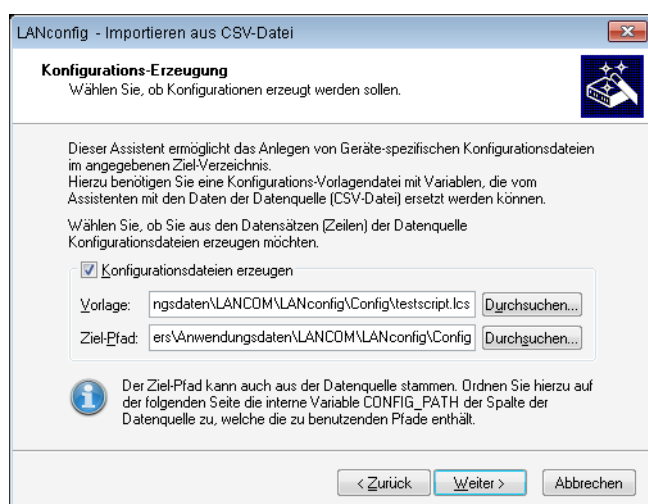 LANconfig - Importieren aus CSV-Datei
Konfigurations-Erzeugung
Wählen Sie, ob Konfigurationen erzeugt werden sollen.
Dieser Assistent ermöglicht das Anlegen von Geräte-spezifischen Konfigurationsdateien
im angegebenen Ziel-Verzeichnis.
Hierzu benötigen Sie eine Konfigurations-Vorlagendatei mit Variablen, die vom
Assistenten mit den Daten der Datenquelle (CSV-Datei) ersetzt werden können.
Wählen Sie, ob Sie aus den Datensätzen (Zeilen) der Datenquelle
Konfigurationsdateien erzeugen möchten.
Konfigurationsdateien erzeugen
Vorlage: ngsdaten\LANCOM\LANconfig\Config\testscript.lcs Durchsuchen...
Ziel-Pfad: ers\Anwendungsdaten\LANCOM\LANconfig\Config Durchsuchen...
Der Ziel-Pfad kann auch aus der Datenquelle stammen. Ordnen Sie hierzu auf
der folgenden Seite die interne Variable CONFIG_PATH der Spalte der
Datenquelle zu, welche die zu benutzenden Pfade enthält.
< Zurück Weiter > Abbrechen